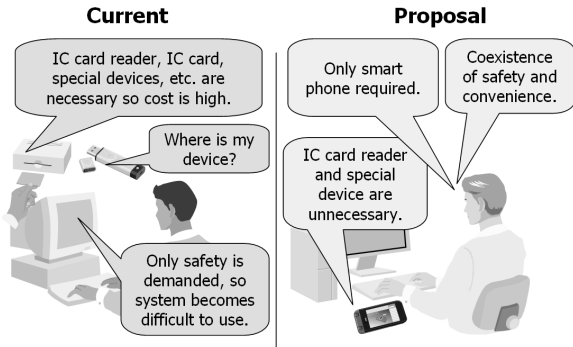 Current
IC card reader, IC card,
special devices, etc. are
necessary so cost is high.
Where is my
device?
Only safety is
demanded, so
system becomes
difficult to use.
Proposal
Only smart
phone required.
Coexistence
of safety and
convenience.
IC card reader
and special
device are
unnecessary.